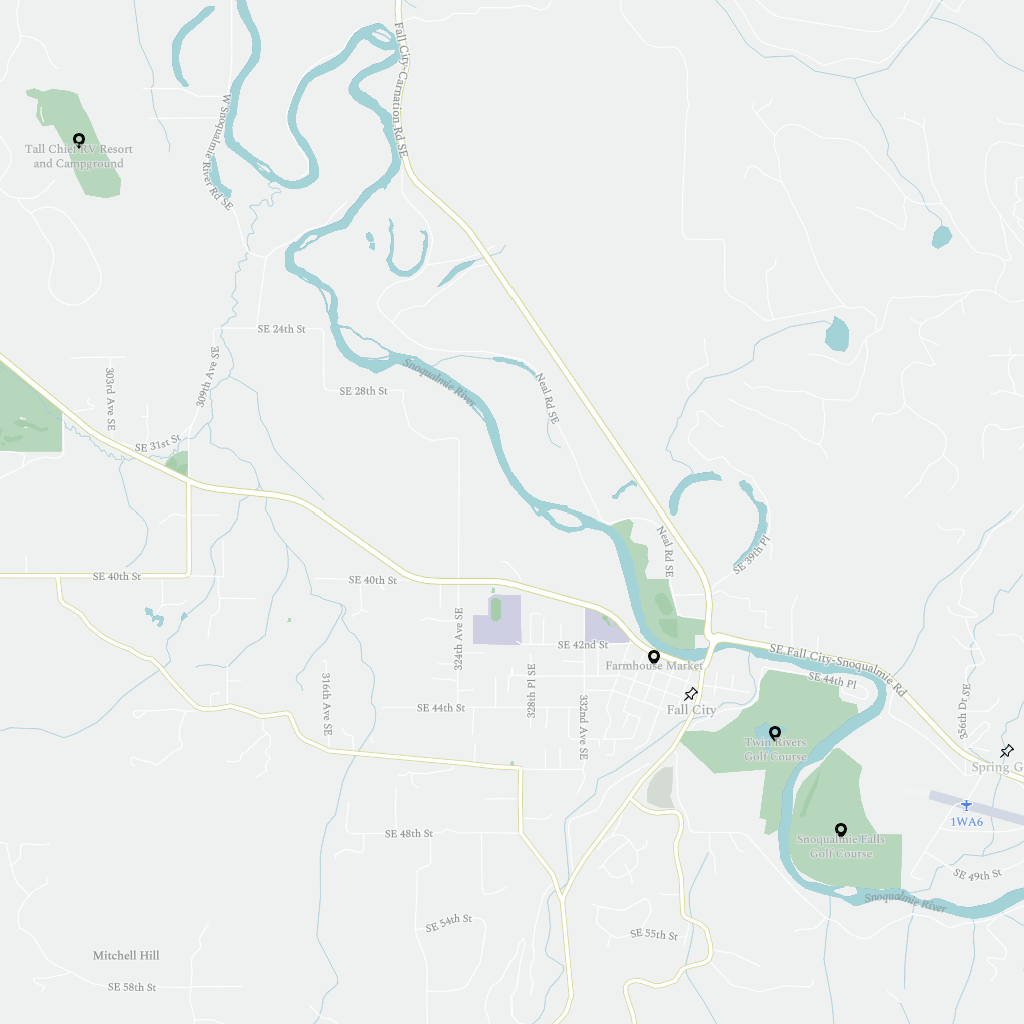 Fall City-Carnation Rd SE
W Snoqualmie River Rd SE
Tall Chief RV Resort
and Campground
SE 24th St
303rd Ave SE
309th Ave SE
Snoqualmie River
SE 28th St
Neal Rd SE
SE 31st St
Neal Rd SE
SE 39th Pl
SE 40th St
SE 40th St
324th Ave SE
SE 42nd St
Farmhouse Market
SE Fall City-Snoqualmie Rd
SE 44th Pl
316th Ave SE
328th Pl SE
332nd Ave SE
356th Dr SE
SE 44th St
Fall City
Twin Rivers
Golf Course
Spring G
1WA6
SE 48th St
Snoqualmie Falls
Golf Course
SE 49th St
Snoqualmie River
SE 54th St
SE 55th St
Mitchell Hill
SE 58th St